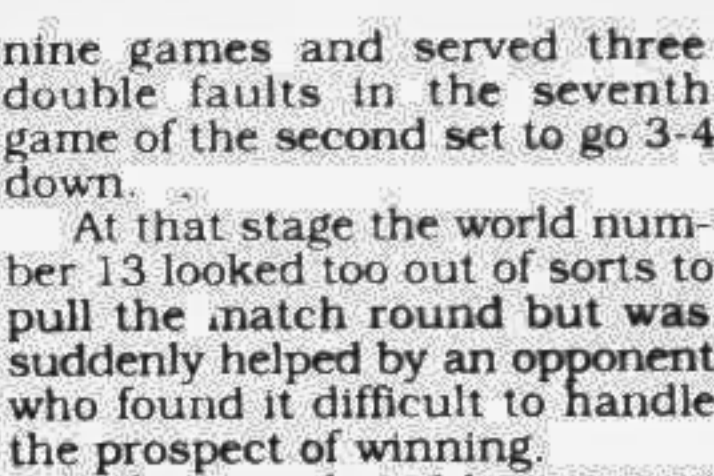 nine games and served three
double faults in the seventh
game of the second set to go 3-4
down.
At that stage the world num-
ber 13 looked too out of sorts to
pull the match round but was
suddenly helped by an opponent
who found it difficult to handle
the prospect of winning.